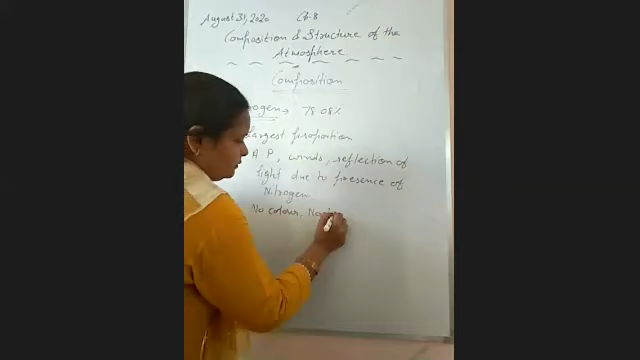 August 31, 2020 Ch-8
Composition & Structure of the
Atmosphere
Composition
ogen → 78.08%
largest proportion
A P, winds, reflection of
light due to presence of
Nitrogen
No colour, No